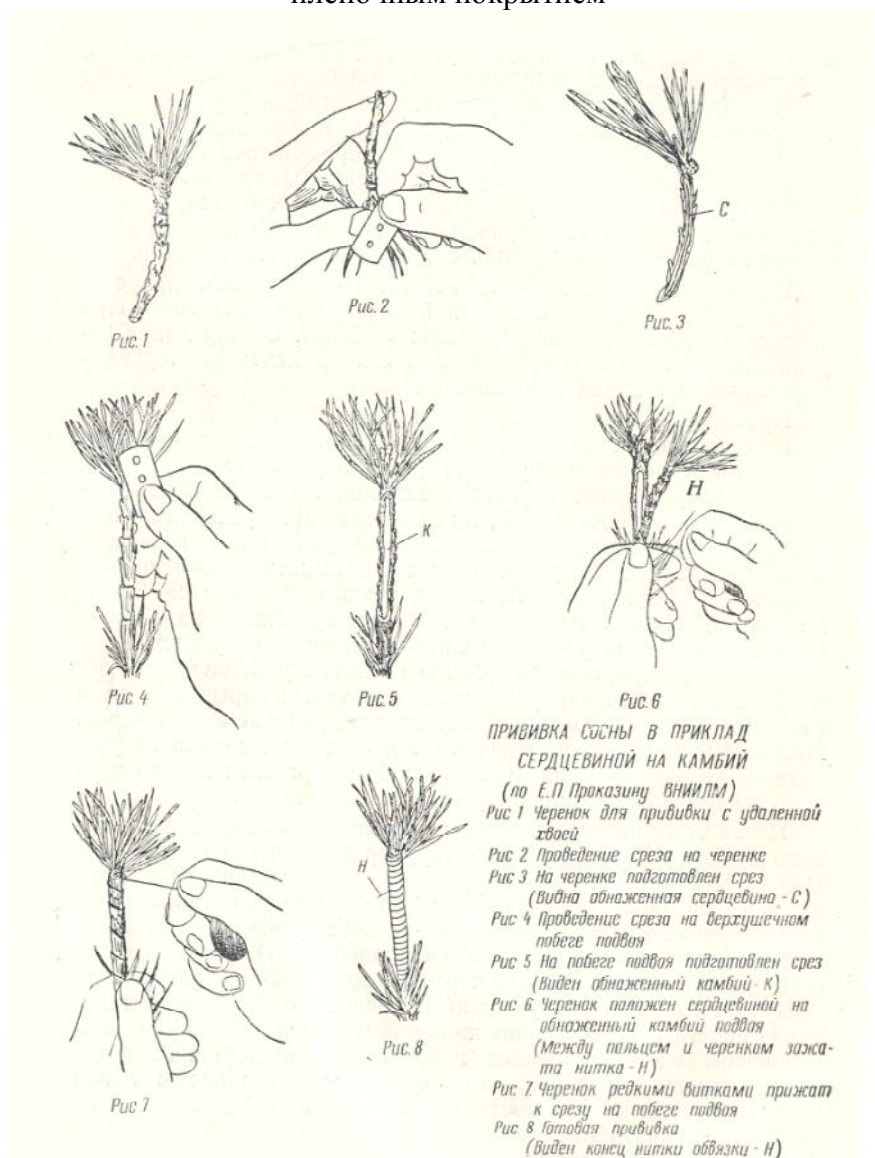 пленочным покрытием
Рис. 1
Рис. 2
C
Рис. 3
Рис. 4
К
Рис. 5
Н
Рис. 6
ПРИВИВКА СОСНЫ В ПРИКЛАД
СЕРДЦЕВИНОЙ НА КАМБИЙ
(по Е.П Проказину ВНИИЛМ)
Рис 1 Черенок для прививки с удаленной
хвоей
Рис 2 Проведение среза на черенке
Рис 3 На черенке подготовлен срез
(Видна обнаженная сердцевина - С)
Рис 4 Проведение среза на верхушечном
побеге подвоя
Рис 5 На побеге подвоя подготовлен срез
(Виден обнаженный камбий - К)
Рис 6. Черенок положен сердцевиной на
обнаженный камбий подвоя
(Между пальцем и черенком зажа-
та нитка - Н)
Рис 7. Черенок редкими витками прижат
к срезу на побеге подвоя
Рис 8 Готовая прививка
(Виден конец нитки обвязки - Н)
Рис 7
Н
Рис. 8